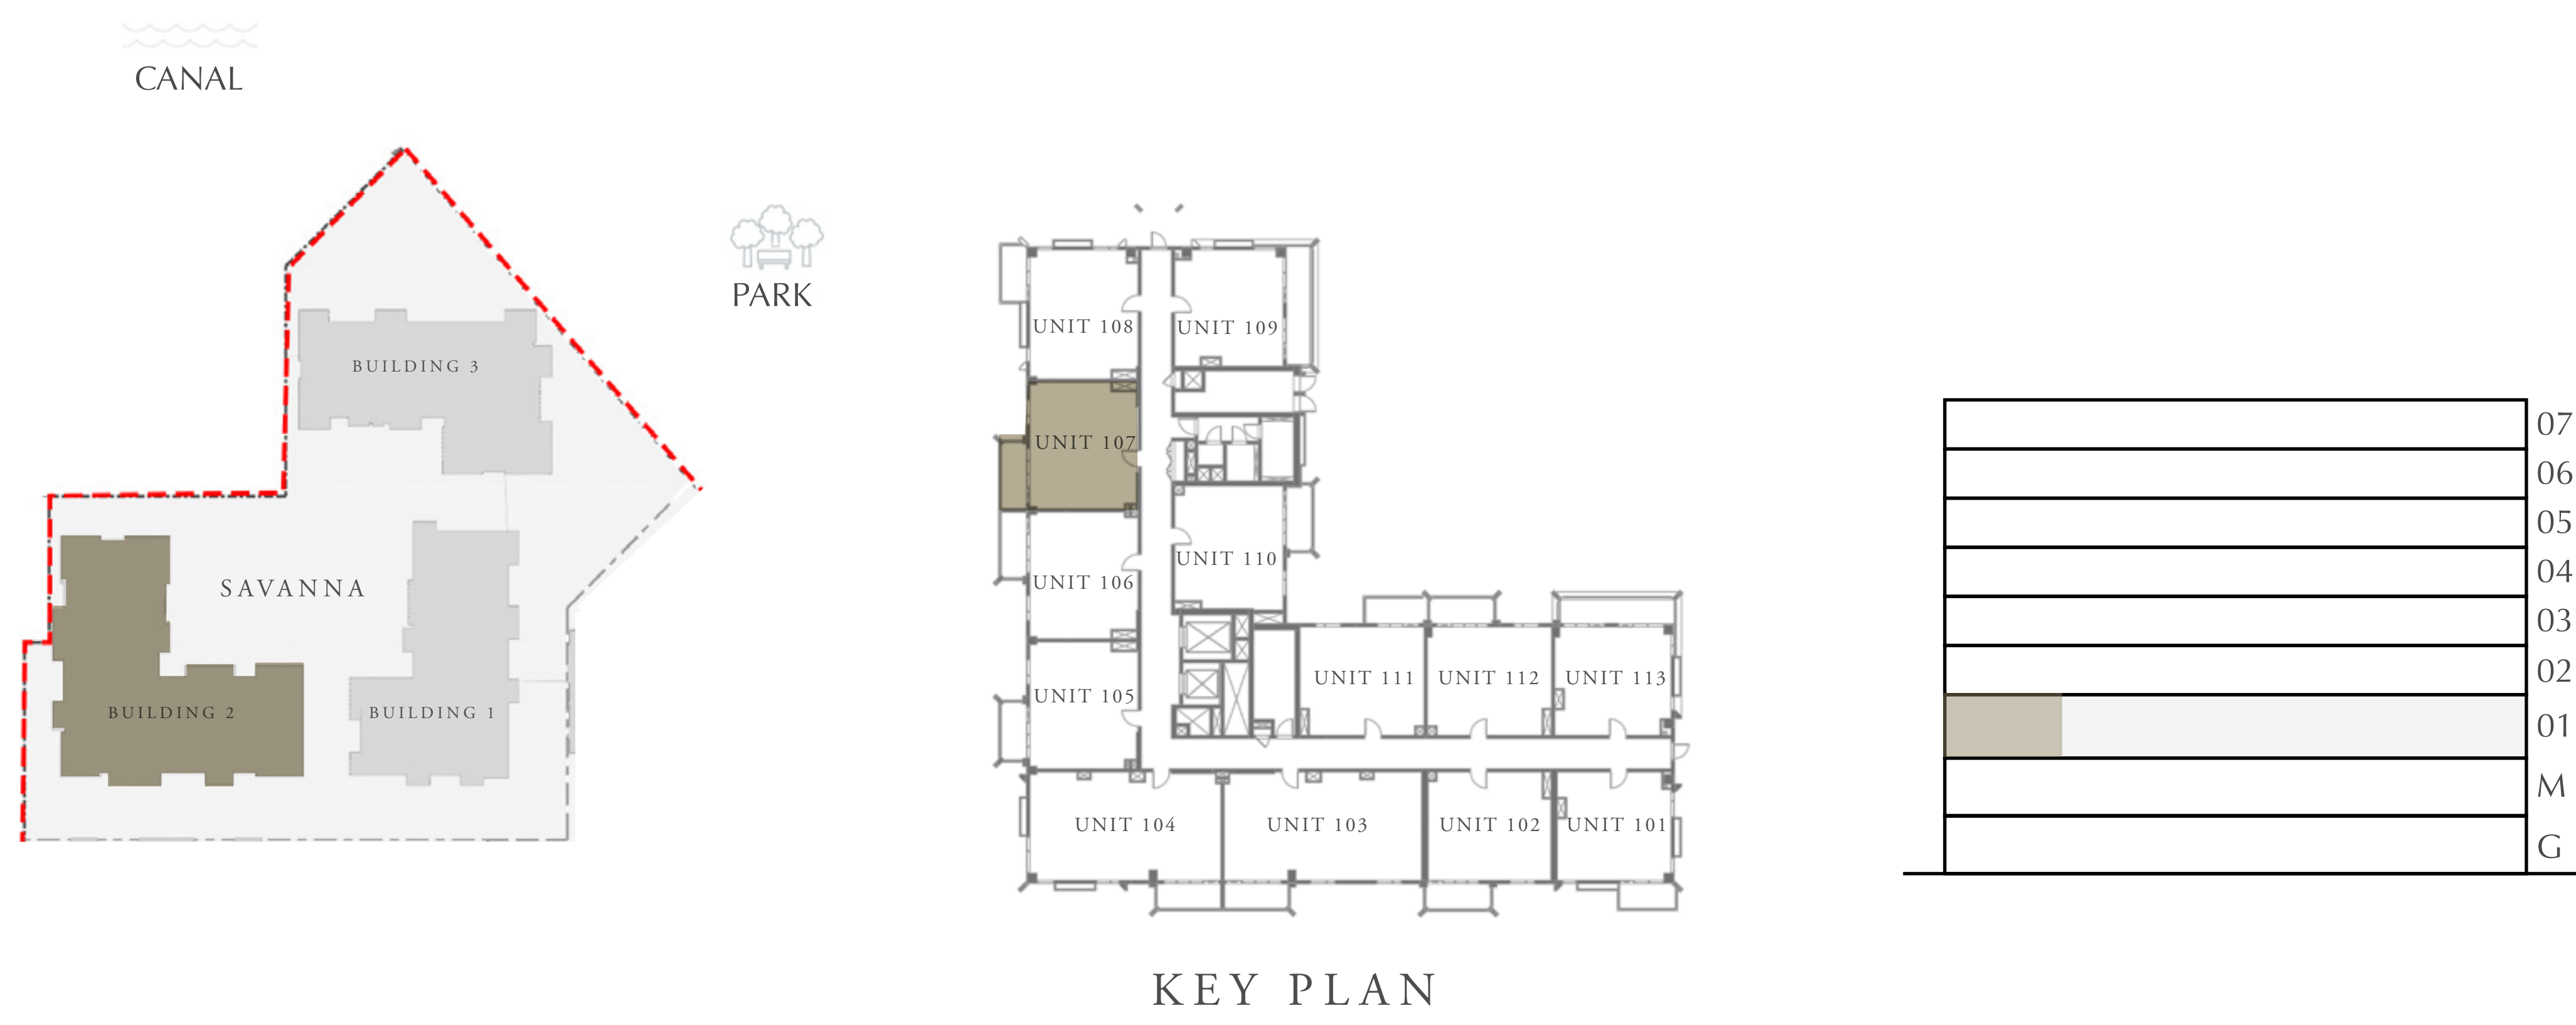 CANAL
PARK
BUILDING 3
SAVANNA
BUILDING 2
BUILDING 1
UNIT 108
UNIT 109
UNIT 107
UNIT 110
UNIT 106
UNIT 105
UNIT 111
UNIT 112
UNIT 113
UNIT 104
UNIT 103
UNIT 102
UNIT 101
KEY PLAN
07
06
05
04
03
02
01
M
G